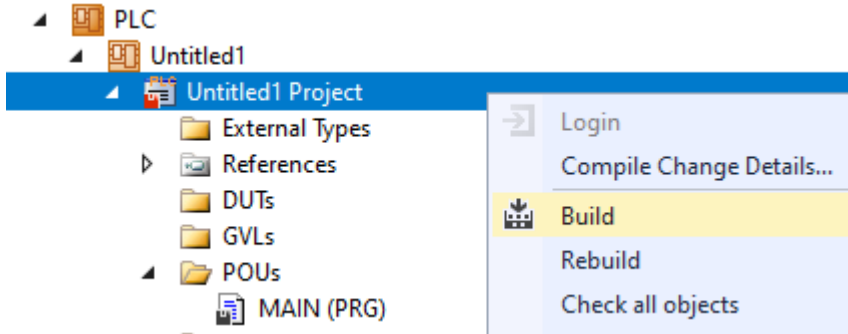 PLC
Untitled1
Untitled1 Project
External Types
References
DUTs
GVLs
POUs
MAIN (PRG)
Login
Compile Change Details...
Build
Rebuild
Check all objects